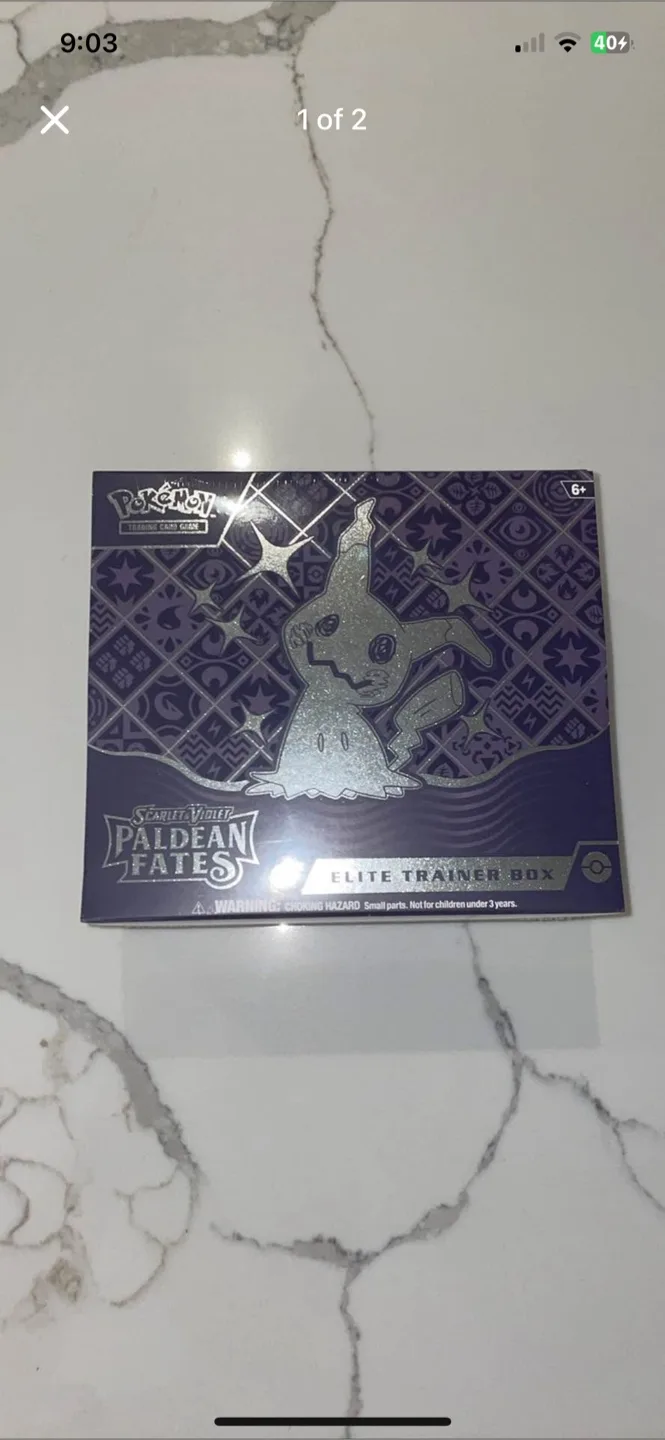 9:03
40
1 of 2
Pokémon
TRADING CARD GAME
6+
SCARLET & VIOLET
PALDEAN
FATES
ELITE TRAINER BOX
WARNING: CHOKING HAZARD Small parts. Not for children under 3 years.